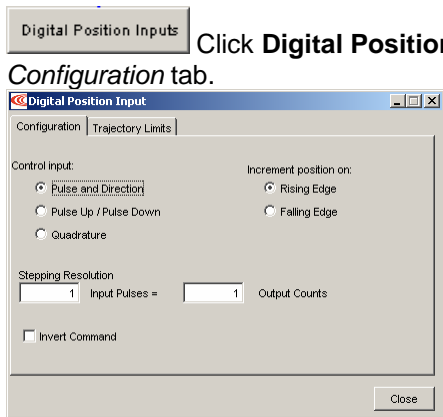 Digital Position Inputs
Click Digital Position
Configuration tab.
Digital Position Input
Configuration Trajectory Limits
Control input:
Increment position on:
Pulse and Direction
Rising Edge
Pulse Up / Pulse Down
Falling Edge
Quadrature
Stepping Resolution
1 Input Pulses = 1 Output Counts
Invert Command
Close